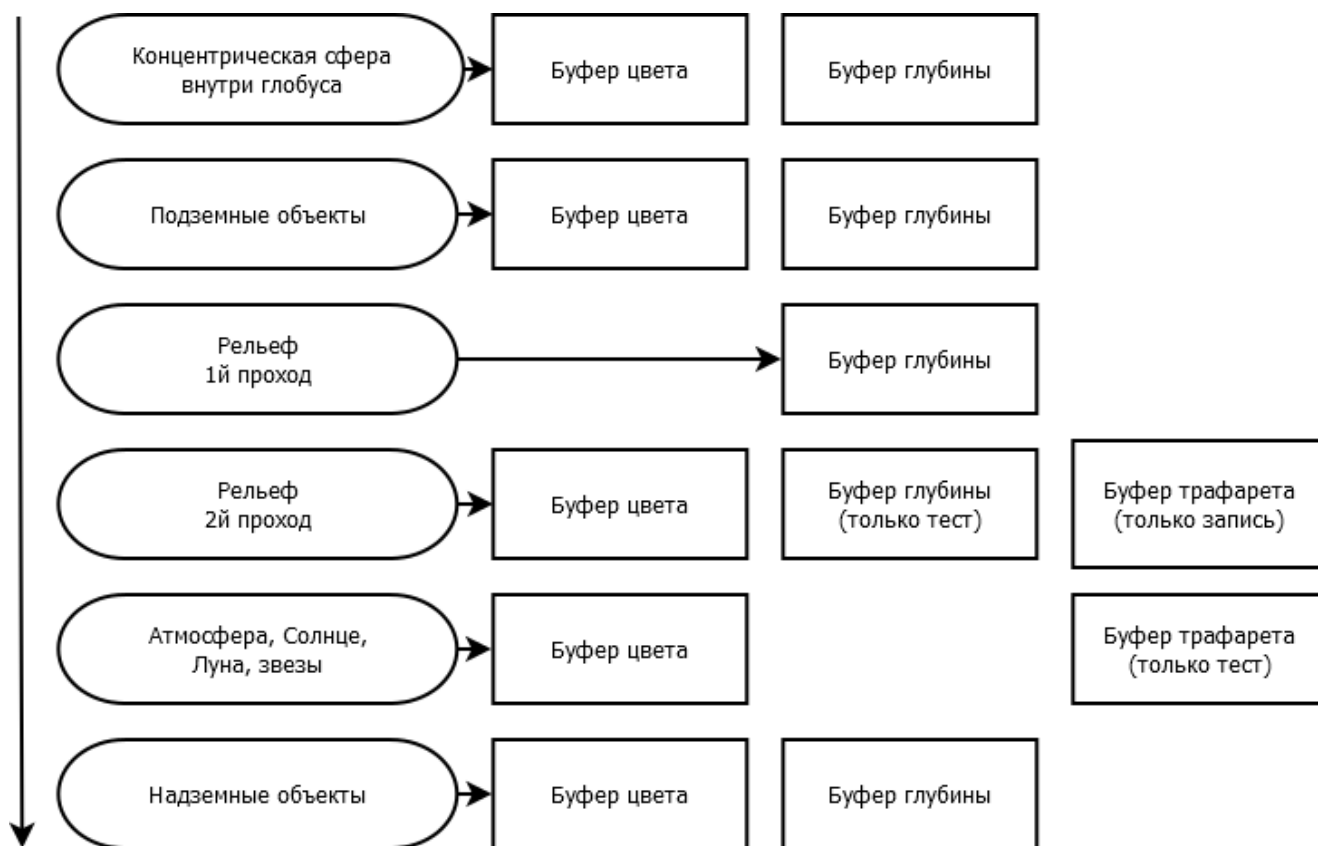 Концентрическая сфера
внутри глобуса
Буфер цвета
Буфер глубины
Подземные объекты
Буфер цвета
Буфер глубины
Рельеф
1й проход
Буфер глубины
Рельеф
2й проход
Буфер цвета
Буфер глубины
(только тест)
Буфер трафарета
(только запись)
Атмосфера, Солнце,
Луна, звезы
Буфер цвета
Буфер трафарета
(только тест)
Надземные объекты
Буфер цвета
Буфер глубины